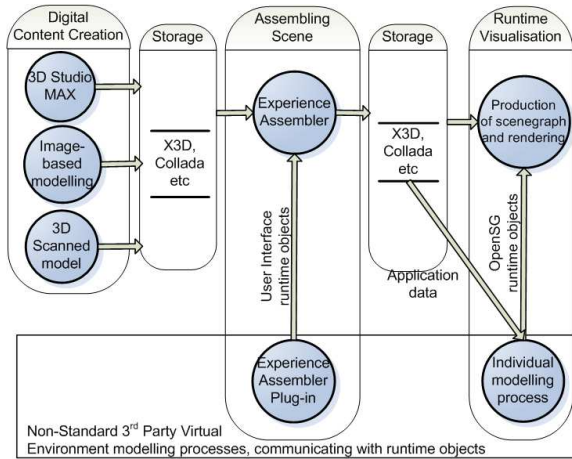 Digital
Content Creation
3D Studio
MAX
Image-
based
modelling
3D
Scanned
model
Storage
X3D,
Collada
etc
Assembling
Scene
Experience
Assembler
User Interface
runtime objects
Experience
Assembler
Plug-in
Storage
X3D,
Collada
etc
Application
data
Runtime
Visualisation
Production
of scenegraph
and rendering
OpenSG
runtime objects
Individual
modelling
process
Non-Standard 3rd Party Virtual
Environment modelling processes, communicating with runtime objects